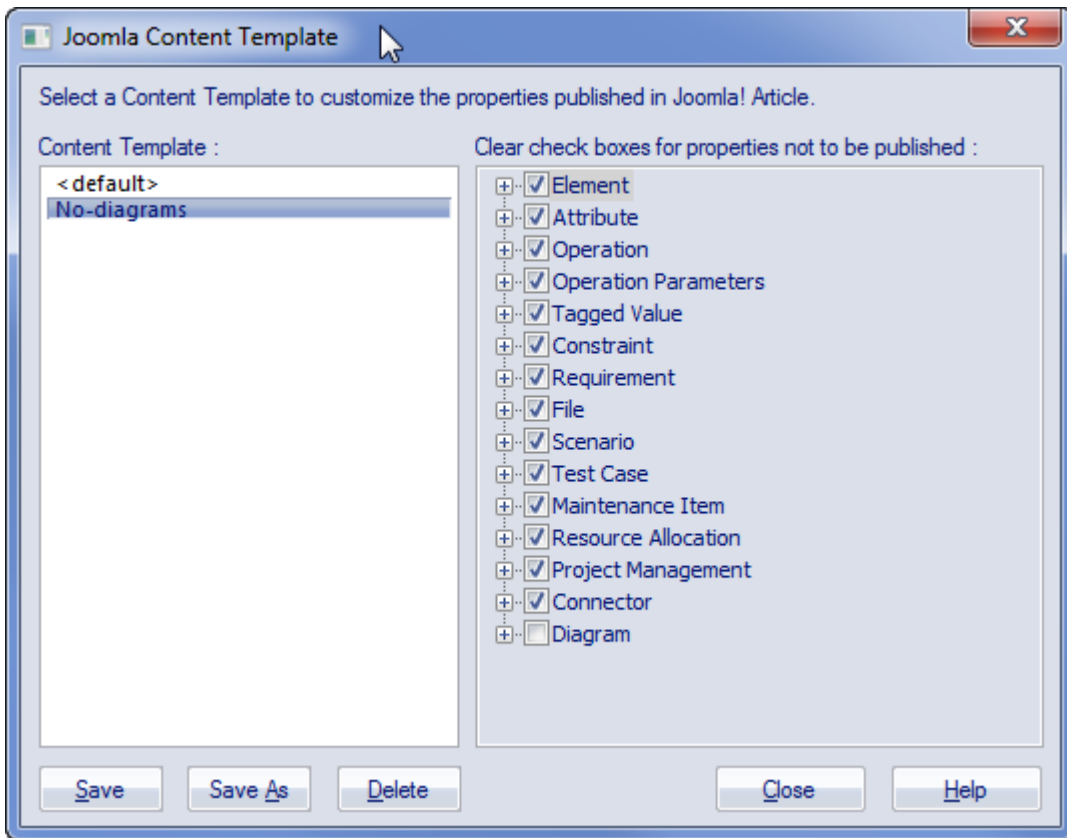 Joomla Content Template
X
Select a Content Template to customize the properties published in Joomla! Article.
Content Template :
<default>
No-diagrams
Clear check boxes for properties not to be published :
Element
Attribute
Operation
Operation Parameters
Tagged Value
Constraint
Requirement
File
Scenario
Test Case
Maintenance Item
Resource Allocation
Project Management
Connector
Diagram
Save
Save As
Delete
Close
Help